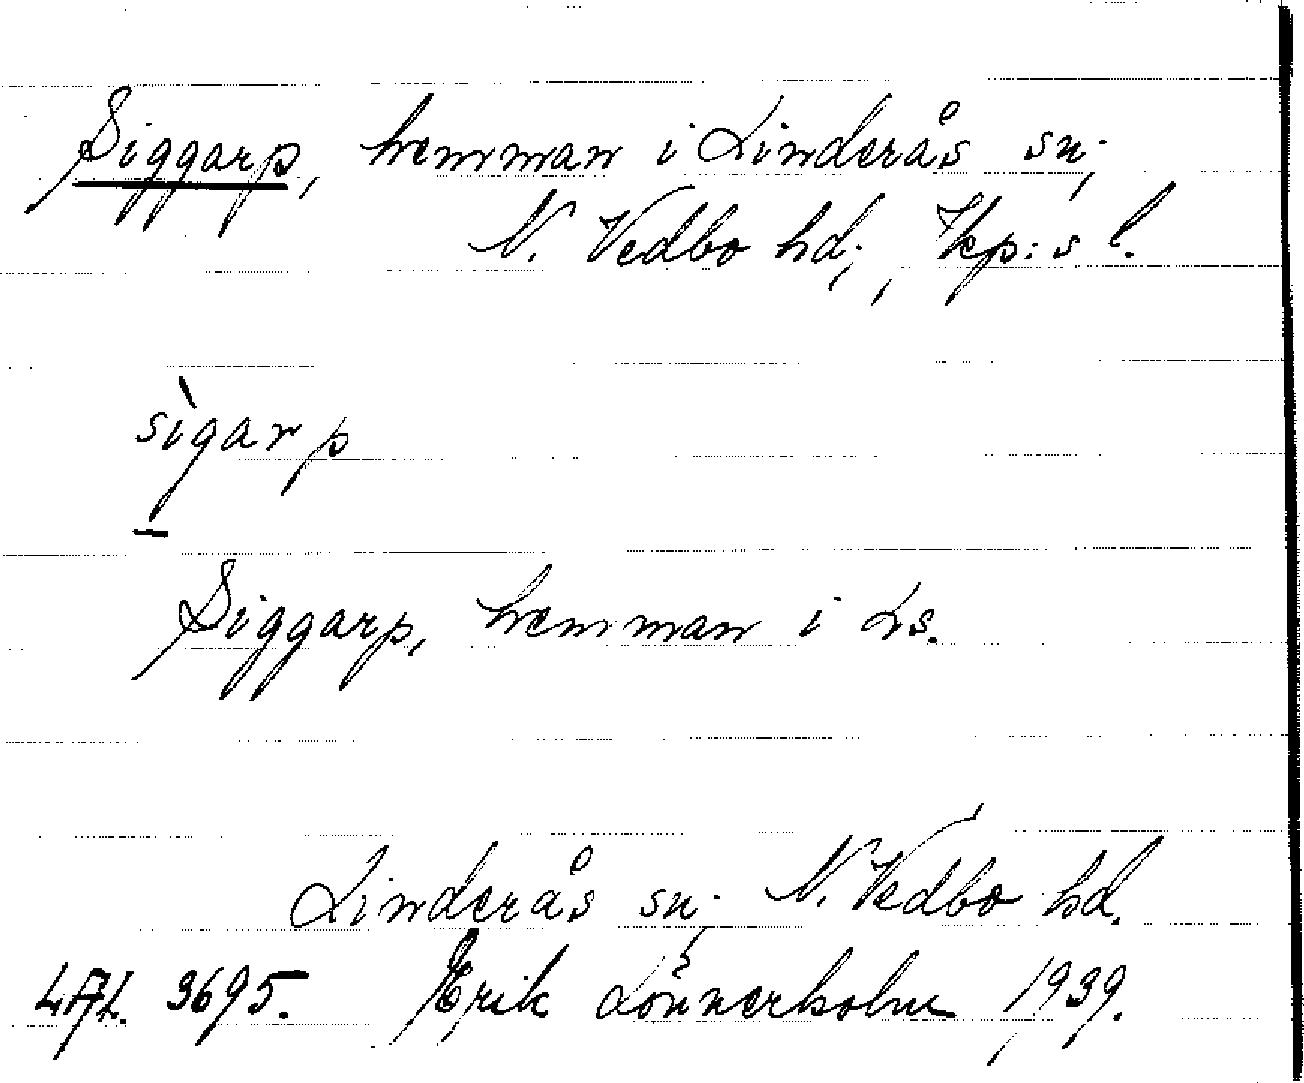 Siggarp, hemman i Linderås sn;
N. Vedbo hd;, Jkp:s l.
sìgarp
Siggarp, hemman i Ls.
Linderås sn; N. Vedbo hd.
LAL. 3695. Erik Lönnerholm 1939.